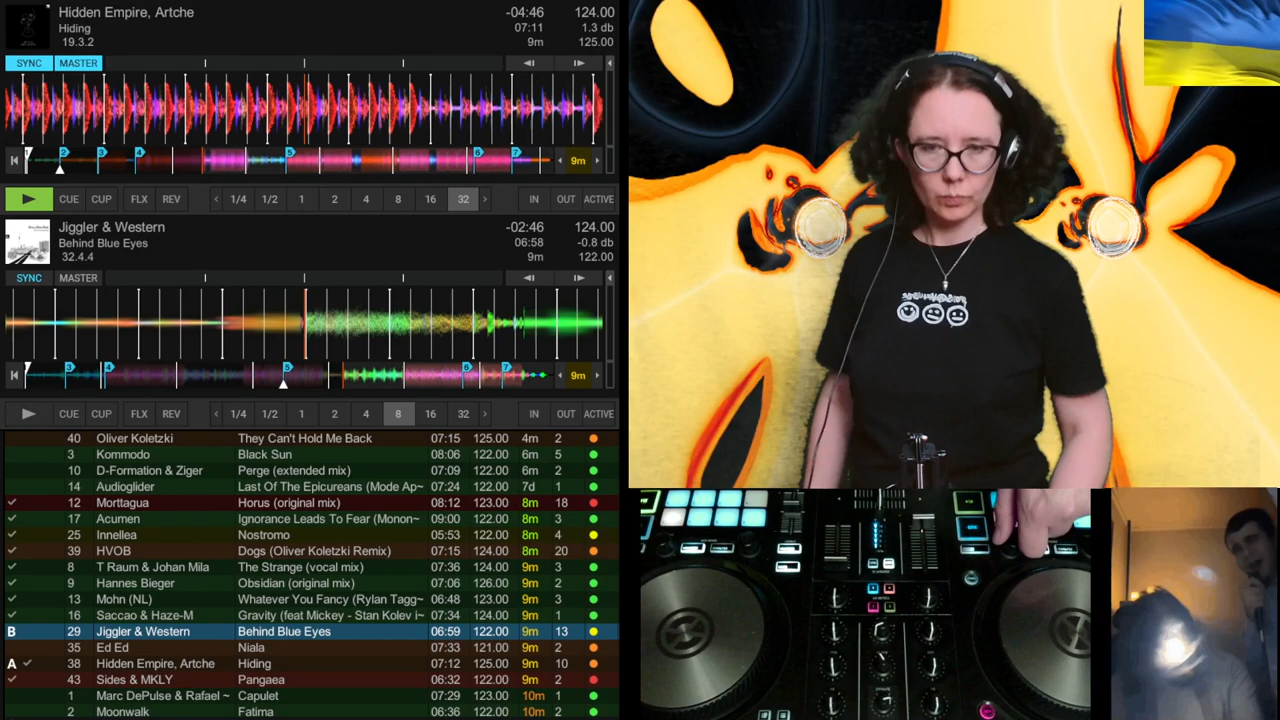 Hidden Empire, Artche -04:46 124.00
Hiding 07:11 1.3 db
19.3.2 9m 125.00
SYNC MASTER
2 3 4 5 6 7 9m
CUE CUP FLX REV < 1/4 1/2 1 2 4 8 16 32 > IN OUT ACTIVE
Jiggler & Western -02:46 124.00
Behind Blue Eyes 06:58 -0.8 db
32.4.4 9m 122.00
SYNC MASTER
3 4 5 6 7 9m
CUE CUP FLX REV < 1/4 1/2 1 2 4 8 16 32 > IN OUT ACTIVE
40 Oliver Koletzki They Can't Hold Me Back 07:15 125.00 4m 2
3 Kommodo Black Sun 08:06 122.00 6m 5
10 D-Formation & Ziger Perge (extended mix) 07:09 122.00 6m 2
14 Audioglider Last Of The Epicureans (Mode Ap~ 07:24 122.00 7d 1
12 Morttagua Horus (original mix) 08:12 123.00 8m 18
17 Acumen Ignorance Leads To Fear (Monon~ 09:00 122.00 8m 3
25 Innellea Nostromo 05:53 122.00 8m 4
39 HVOB Dogs (Oliver Koletzki Remix) 07:15 124.00 8m 20
8 T Raum & Johan Mila The Strange (vocal mix) 07:36 124.00 9m 3
9 Hannes Bieger Obsidian (original mix) 07:06 126.00 9m 2
13 Mohn (NL) Whatever You Fancy (Rylan Tagg~ 06:48 123.00 9m 3
16 Saccao & Haze-M Gravity (feat Mickey - Stan Kolev i~ 07:34 124.00 9m 1
B 29 Jiggler & Western Behind Blue Eyes 06:59 122.00 9m 13
35 Ed Ed Niala 07:33 121.00 9m 2
A 38 Hidden Empire, Artche Hiding 07:12 125.00 9m 10
43 Sides & MKLY Pangaea 06:32 122.00 9m 2
1 Marc DePulse & Rafael ~ Capulet 07:29 123.00 10m 1
2 Moonwalk Fatima 06:36 122.00 10m 2